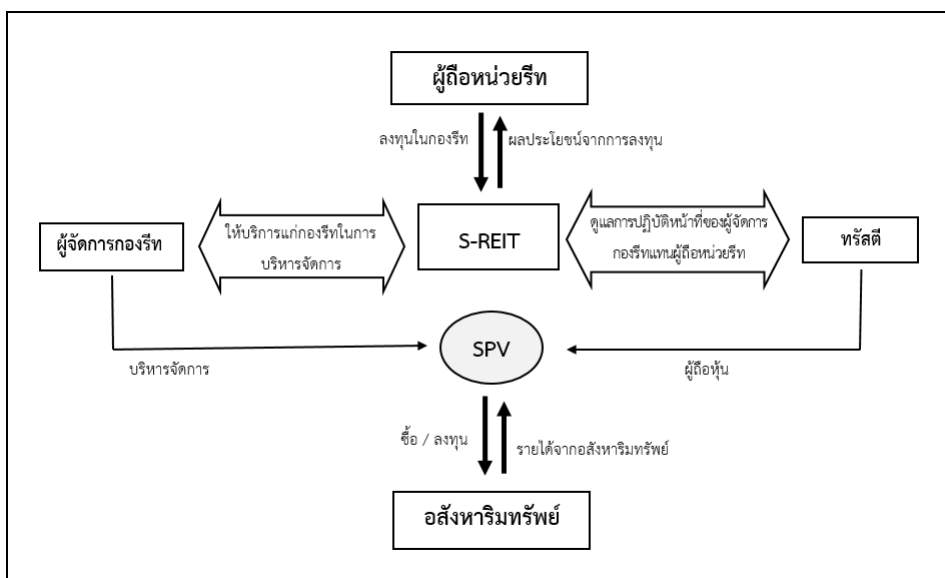 ผู้ถือหน่วยรีท
ลงทุนในกองรีท
ผลประโยชน์จากการลงทุน
ผู้จัดการกองรีท
ให้บริการแก่กองรีทในการ
บริหารจัดการ
S-REIT
ดูแลการปฏิบัติหน้าที่ของผู้จัดการ
กองรีทแทนผู้ถือหน่วยรีท
ทรัสตี
SPV
บริหารจัดการ
ผู้ถือหุ้น
ซื้อ / ลงทุน
รายได้จากอสังหาริมทรัพย์
อสังหาริมทรัพย์